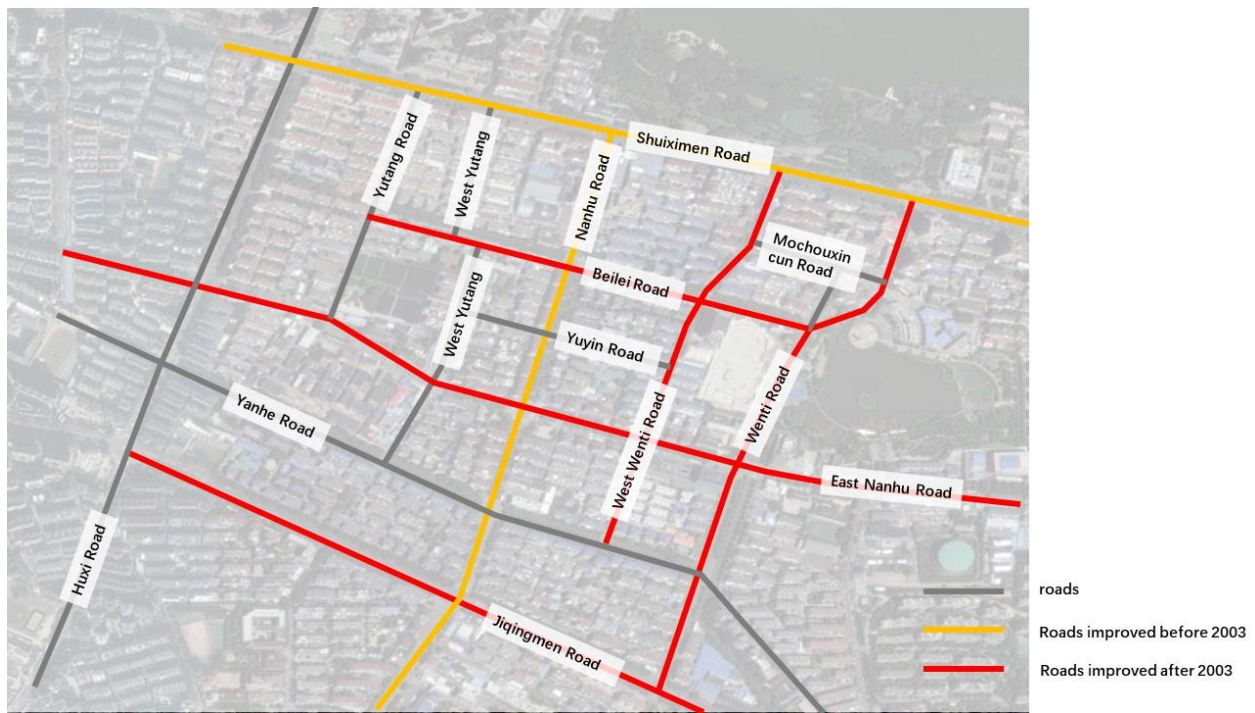 Shuiximen Road
Yutang Road
West Yutang
Nanhu Road
Mochouxin
cun Road
Beilei Road
West Yutang
Yuyin Road
Wenti Road
Yanhe Road
West Wenti Road
East Nanhu Road
Huxi Road
Jiqingmen Road
roads
Roads improved before 2003
Roads improved after 2003